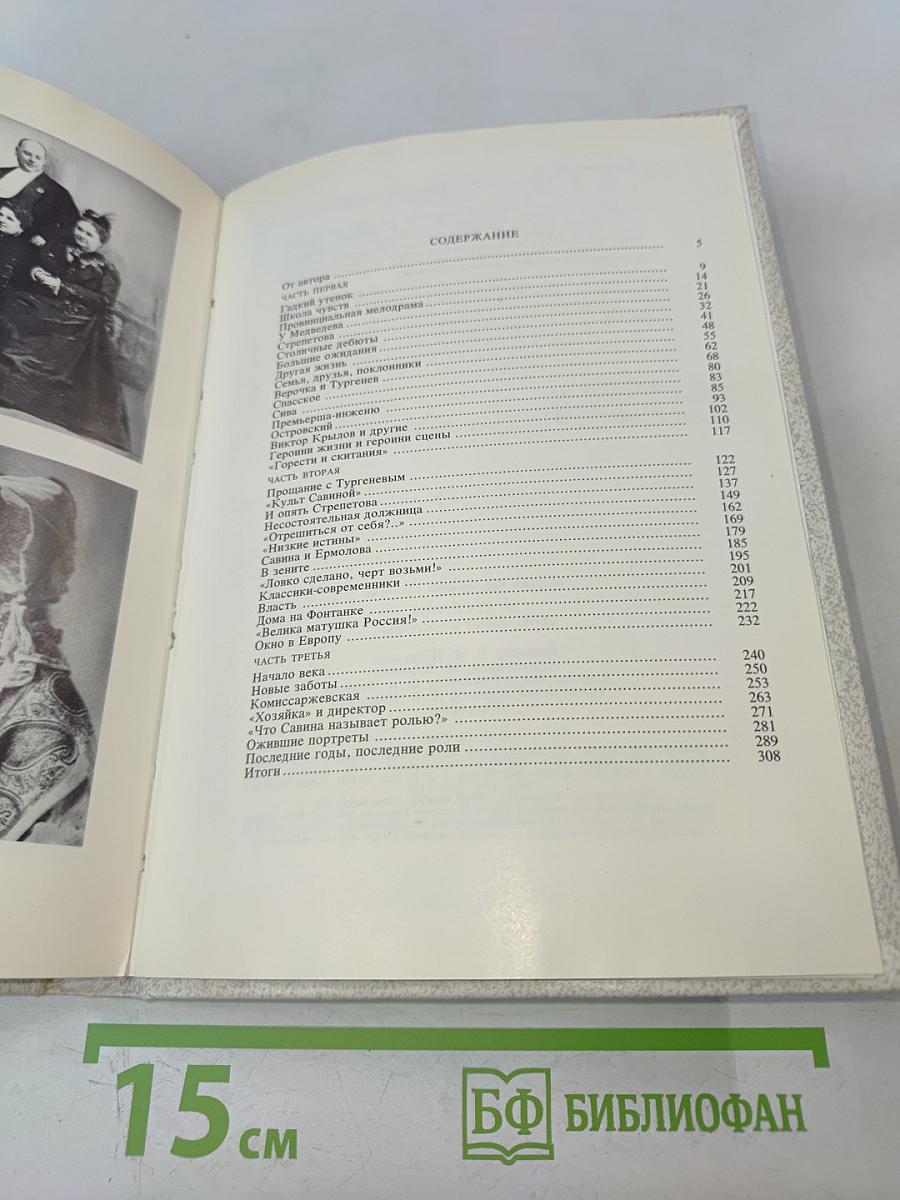 СОДЕРЖАНИЕ
От автора ........ 5
ЧАСТЬ ПЕРВАЯ
Гадкий утенок ........ 9
Школа чувств ........ 14
Провинциальная мелодрама ........ 21
У Медведева ........ 26
Стрепетова ........ 32
Столичные дебюты ........ 41
Большие ожидания ........ 48
Другая жизнь ........ 55
Семья, друзья, поклонники ........ 62
Верочка и Тургенев ........ 68
Спасское ........ 80
Сива ........ 83
Премьерша-инженю ........ 85
Островский ........ 93
Виктор Крылов и другие ........ 102
Героини жизни и героини сцены ........ 110
«Горести и скитания» ........ 117
ЧАСТЬ ВТОРАЯ
Прощание с Тургеневым ........ 122
«Культ Савиной» ........ 127
И опять Стрепетова ........ 137
Несостоятельная должница ........ 149
«Отрешиться от себя?..» ........ 162
«Низкие истины» ........ 169
Савина и Ермолова ........ 179
В зените ........ 185
«Ловко сделано, черт возьми!» ........ 195
Классики-современники ........ 201
Власть ........ 209
Дома на Фонтанке ........ 217
«Велика матушка Россия!» ........ 222
Окно в Европу ........ 232
ЧАСТЬ ТРЕТЬЯ
Начало века ........ 240
Новые заботы ........ 250
Комиссаржевская ........ 253
«Хозяйка» и директор ........ 263
«Что Савина называет ролью?» ........ 271
Ожившие портреты ........ 281
Последние годы, последние роли ........ 289
Итоги ........ 308
15 см
БФ БИБЛИОФАН